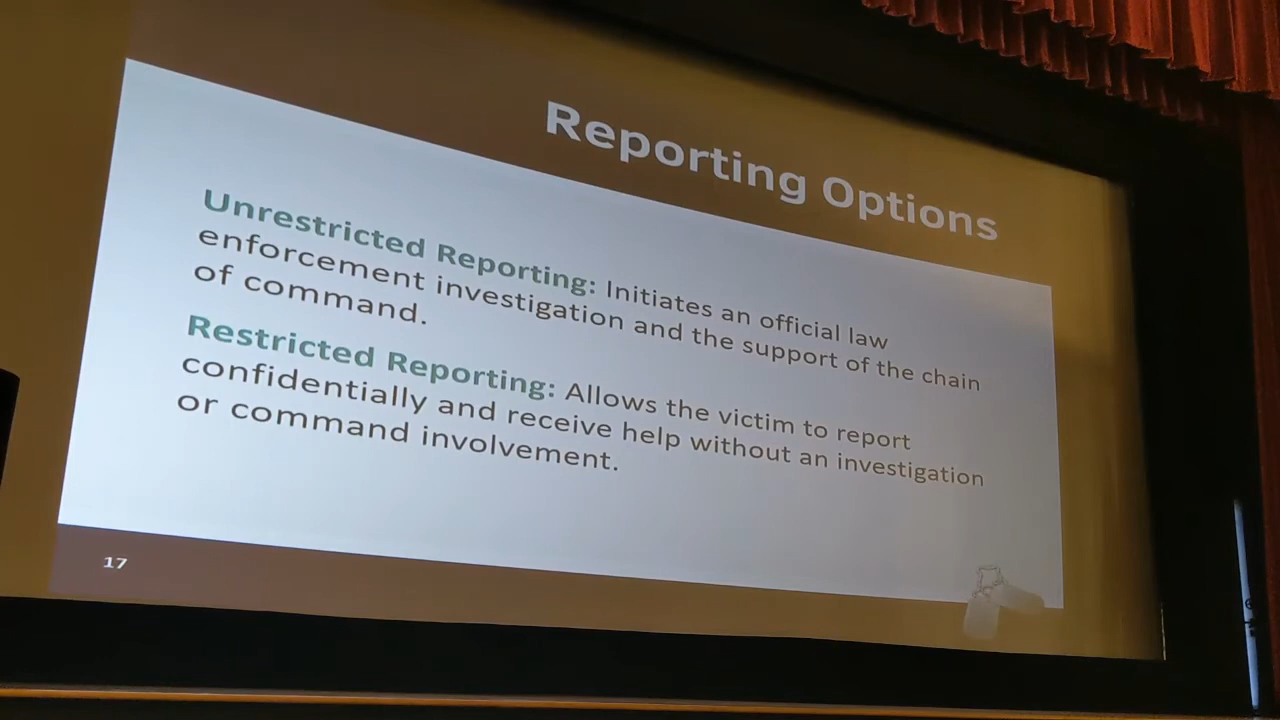 Reporting Options
Unrestricted Reporting: Initiates an official law
enforcement investigation and the support of the chain
of command.
Restricted Reporting: Allows the victim to report
confidentially and receive help without an investigation
or command involvement.
17